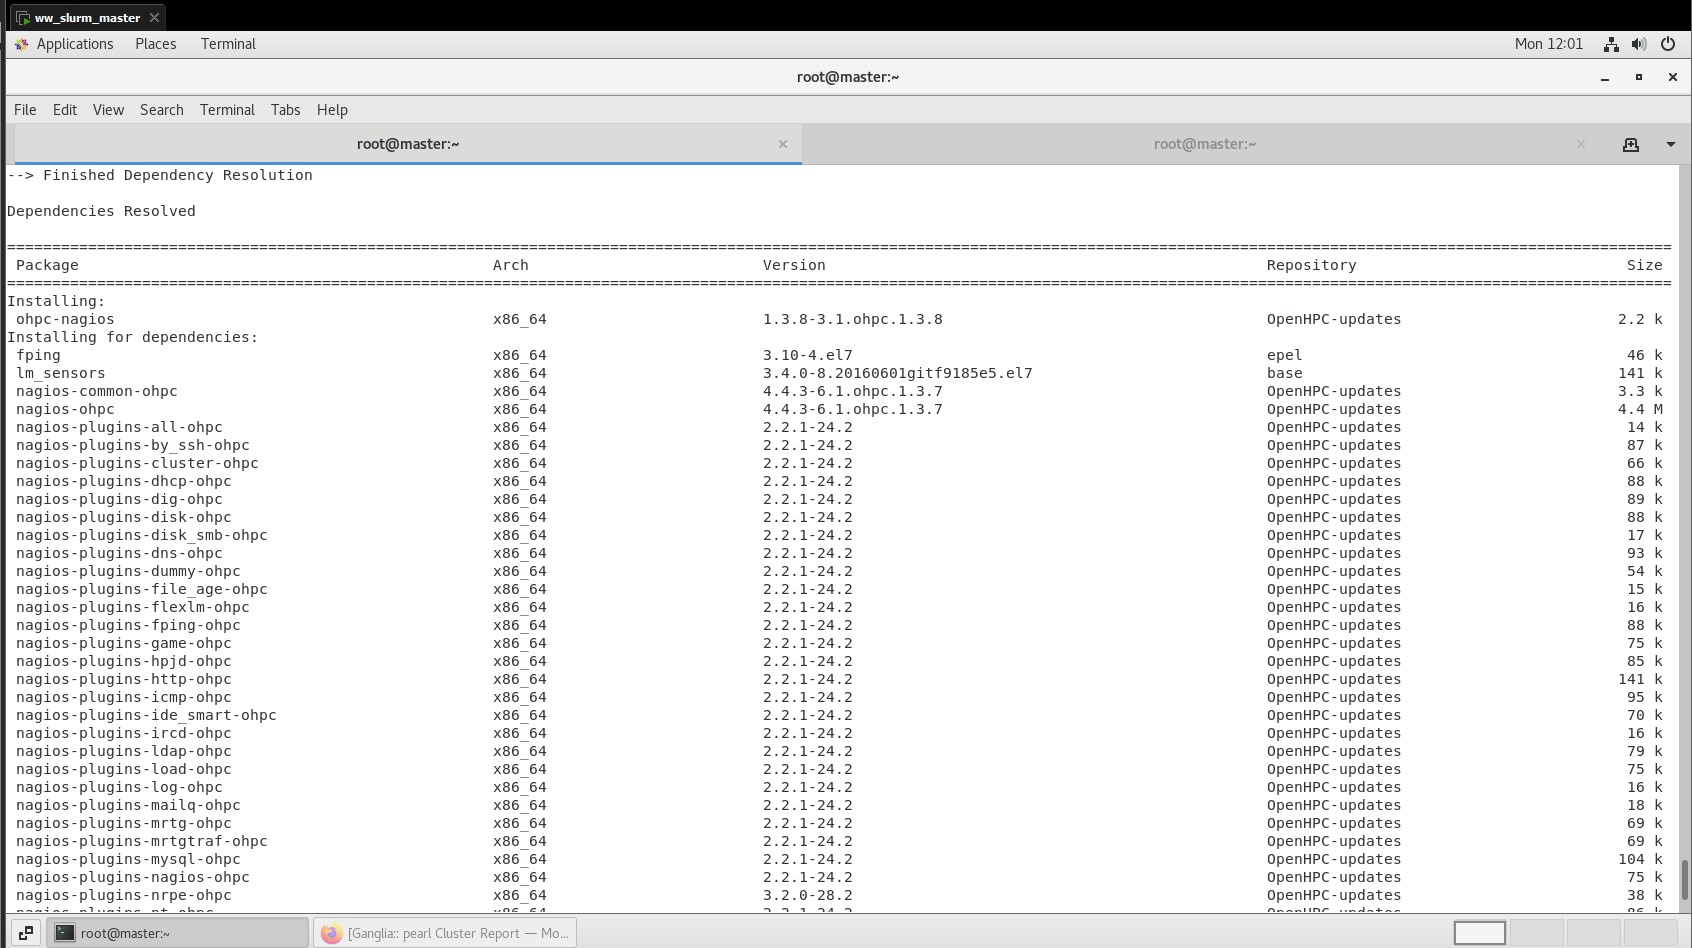 ww_slurm_master
Applications Places Terminal Mon 12:01
root@master:~
File Edit View Search Terminal Tabs Help
root@master:~ root@master:~
--> Finished Dependency Resolution
Dependencies Resolved
================================================================================
Package Arch Version Repository Size
================================================================================
Installing:
ohpc-nagios x86_64 1.3.8-3.1.ohpc.1.3.8 OpenHPC-updates 2.2 k
Installing for dependencies:
fping x86_64 3.10-4.el7 epel 46 k
lm_sensors x86_64 3.4.0-8.20160601gitf9185e5.el7 base 141 k
nagios-common-ohpc x86_64 4.4.3-6.1.ohpc.1.3.7 OpenHPC-updates 3.3 k
nagios-ohpc x86_64 4.4.3-6.1.ohpc.1.3.7 OpenHPC-updates 4.4 M
nagios-plugins-all-ohpc x86_64 2.2.1-24.2 OpenHPC-updates 14 k
nagios-plugins-by_ssh-ohpc x86_64 2.2.1-24.2 OpenHPC-updates 87 k
nagios-plugins-cluster-ohpc x86_64 2.2.1-24.2 OpenHPC-updates 66 k
nagios-plugins-dhcp-ohpc x86_64 2.2.1-24.2 OpenHPC-updates 88 k
nagios-plugins-dig-ohpc x86_64 2.2.1-24.2 OpenHPC-updates 89 k
nagios-plugins-disk-ohpc x86_64 2.2.1-24.2 OpenHPC-updates 88 k
nagios-plugins-disk_smb-ohpc x86_64 2.2.1-24.2 OpenHPC-updates 17 k
nagios-plugins-dns-ohpc x86_64 2.2.1-24.2 OpenHPC-updates 93 k
nagios-plugins-dummy-ohpc x86_64 2.2.1-24.2 OpenHPC-updates 54 k
nagios-plugins-file_age-ohpc x86_64 2.2.1-24.2 OpenHPC-updates 15 k
nagios-plugins-flexlm-ohpc x86_64 2.2.1-24.2 OpenHPC-updates 16 k
nagios-plugins-fping-ohpc x86_64 2.2.1-24.2 OpenHPC-updates 88 k
nagios-plugins-game-ohpc x86_64 2.2.1-24.2 OpenHPC-updates 75 k
nagios-plugins-hpjd-ohpc x86_64 2.2.1-24.2 OpenHPC-updates 85 k
nagios-plugins-http-ohpc x86_64 2.2.1-24.2 OpenHPC-updates 141 k
nagios-plugins-icmp-ohpc x86_64 2.2.1-24.2 OpenHPC-updates 95 k
nagios-plugins-ide_smart-ohpc x86_64 2.2.1-24.2 OpenHPC-updates 70 k
nagios-plugins-ircd-ohpc x86_64 2.2.1-24.2 OpenHPC-updates 16 k
nagios-plugins-ldap-ohpc x86_64 2.2.1-24.2 OpenHPC-updates 79 k
nagios-plugins-load-ohpc x86_64 2.2.1-24.2 OpenHPC-updates 75 k
nagios-plugins-log-ohpc x86_64 2.2.1-24.2 OpenHPC-updates 16 k
nagios-plugins-mailq-ohpc x86_64 2.2.1-24.2 OpenHPC-updates 18 k
nagios-plugins-mrtg-ohpc x86_64 2.2.1-24.2 OpenHPC-updates 69 k
nagios-plugins-mrtgtraf-ohpc x86_64 2.2.1-24.2 OpenHPC-updates 69 k
nagios-plugins-mysql-ohpc x86_64 2.2.1-24.2 OpenHPC-updates 104 k
nagios-plugins-nagios-ohpc x86_64 2.2.1-24.2 OpenHPC-updates 75 k
nagios-plugins-nrpe-ohpc x86_64 3.2.0-28.2 OpenHPC-updates 38 k
root@master:~ [Ganglia:: pearl Cluster Report — Mo...